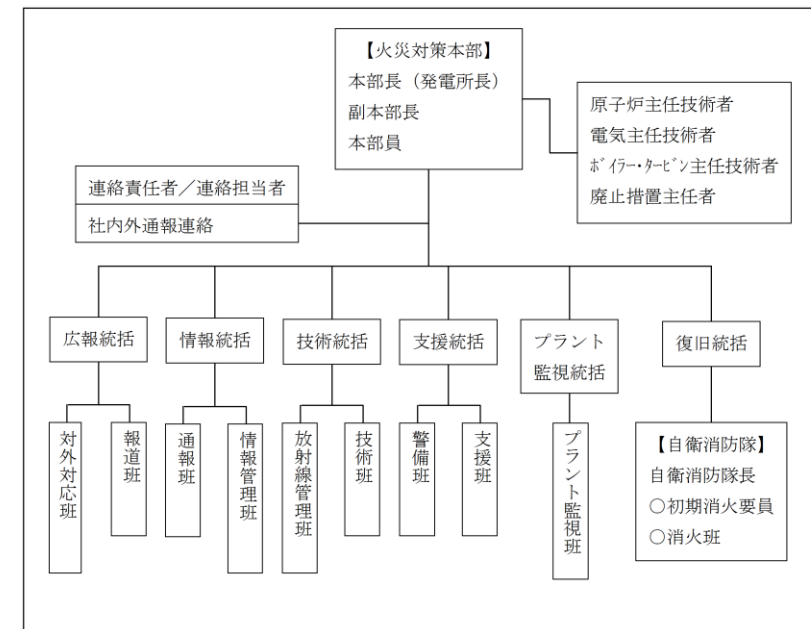 【火災対策本部】
本部長（発電所長）
副本部長
本部員
原子炉主任技術者
電気主任技術者
ﾎﾞｲﾗｰ・ﾀｰﾋﾞﾝ主任技術者
廃止措置主任者
連絡責任者／連絡担当者
社内外通報連絡
広報統括
情報統括
技術統括
支援統括
プラント
監視統括
復旧統括
対外対応班
報道班
通報班
情報管理班
放射線管理班
技術班
警備班
支援班
プラント監視班
【自衛消防隊】
自衛消防隊長
○初期消火要員
○消火班